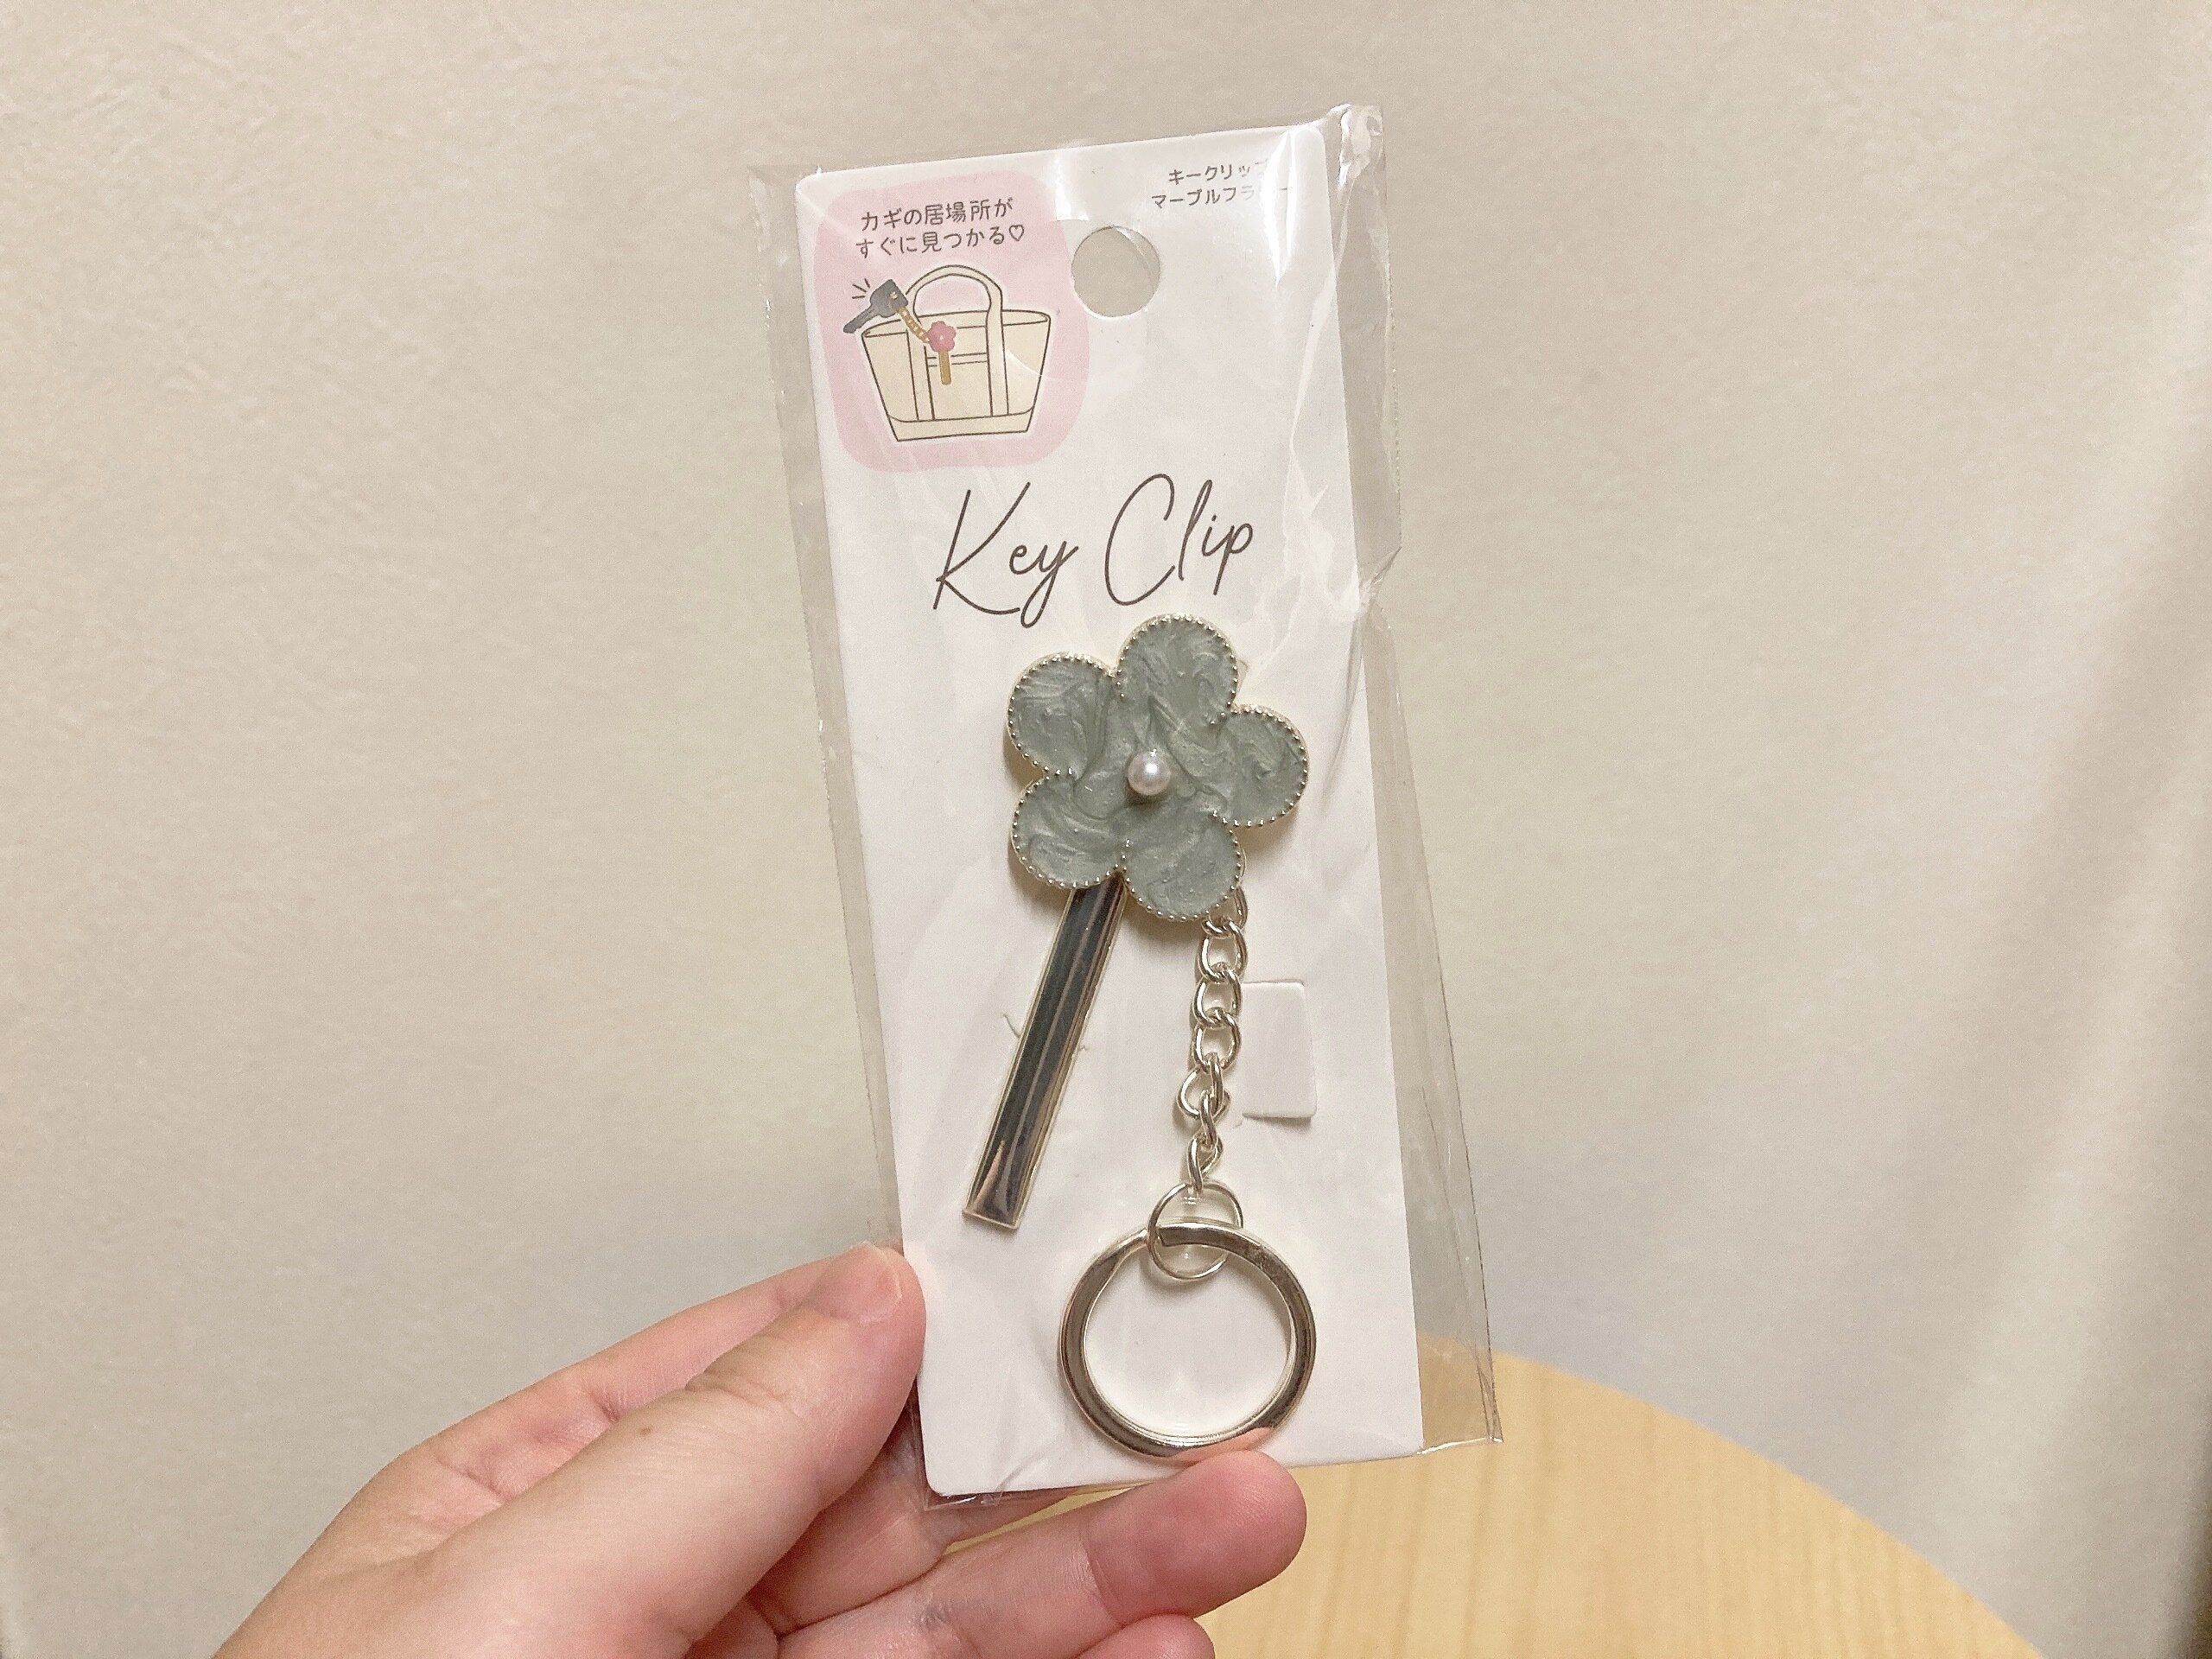 カギの居場所が
すぐに見つかる♡
キークリップ
マーブルフラ
Key Clip